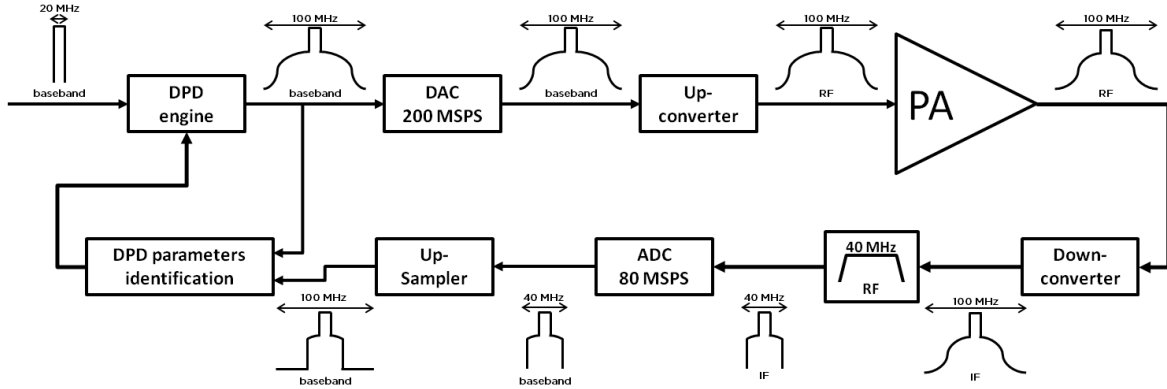 20 MHz
100 MHz
100 MHz
100 MHz
100 MHz
baseband
DPD
engine
baseband
DAC
200 MSPS
baseband
Up-
converter
RF
PA
RF
DPD parameters
identification
Up-
Sampler
ADC
80 MSPS
40 MHz
RF
Down-
converter
100 MHz
baseband
40 MHz
baseband
40 MHz
IF
100 MHz
IF